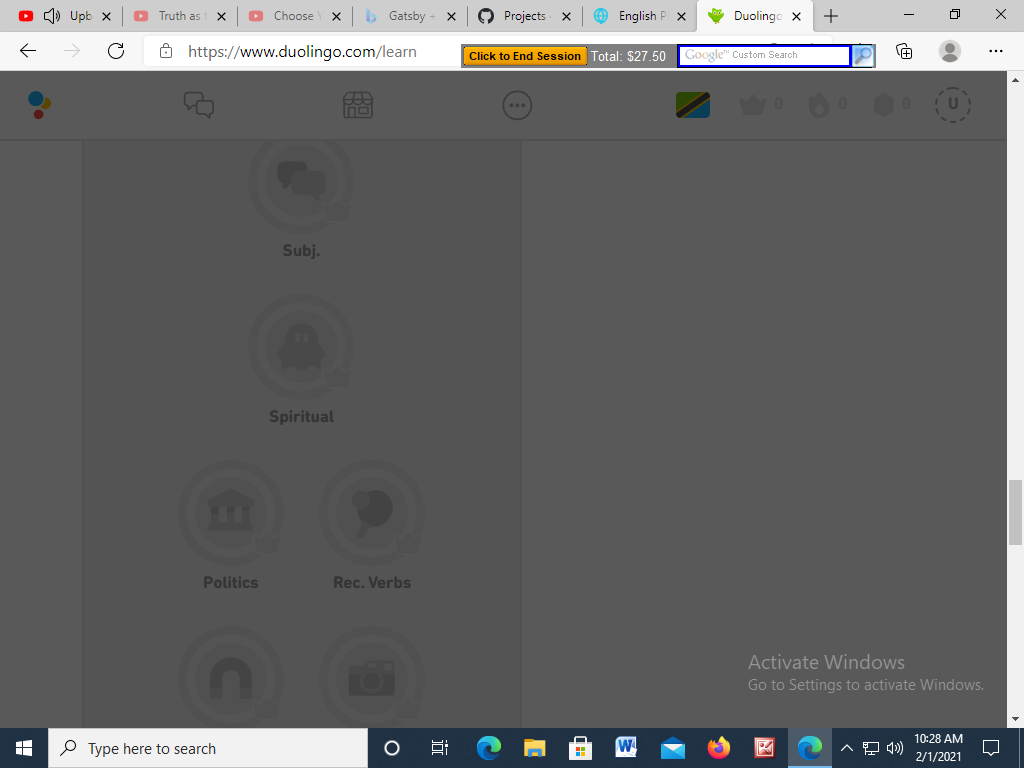 Upb
Truth as t
Choose Y
Gatsby +
Projects
English P
Duolingo
https://www.duolingo.com/learn
Click to End Session
Total: $27.50
Google™ Custom Search
0
0
0
U
Subj.
Spiritual
Politics
Rec. Verbs
Activate Windows
Go to Settings to activate Windows.
Type here to search
10:28 AM
2/1/2021